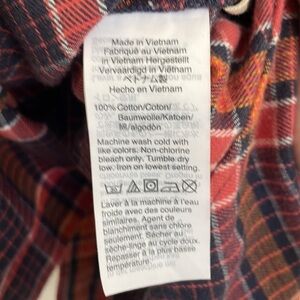 Made in Vietnam
Fabriqué au Vietnam
in Vietnam Hergestellt
Vervaardigd in Vietnam
ベトナム製
Hecho en Vietnam
100% Cotton/Coton/
Baumwolle/Katoen/
綿/algodón
Machine wash cold with
like colors. Non-chlorine
bleach only. Tumble dry
low. Iron on lowest setting.
Laver à la machine à l'eau
froide avec des couleurs
similaires. Agent de
blanchiment sans chlore
seulement. Sécher au
sèche-linge au cycle doux.
Repasser à la plus basse
température.